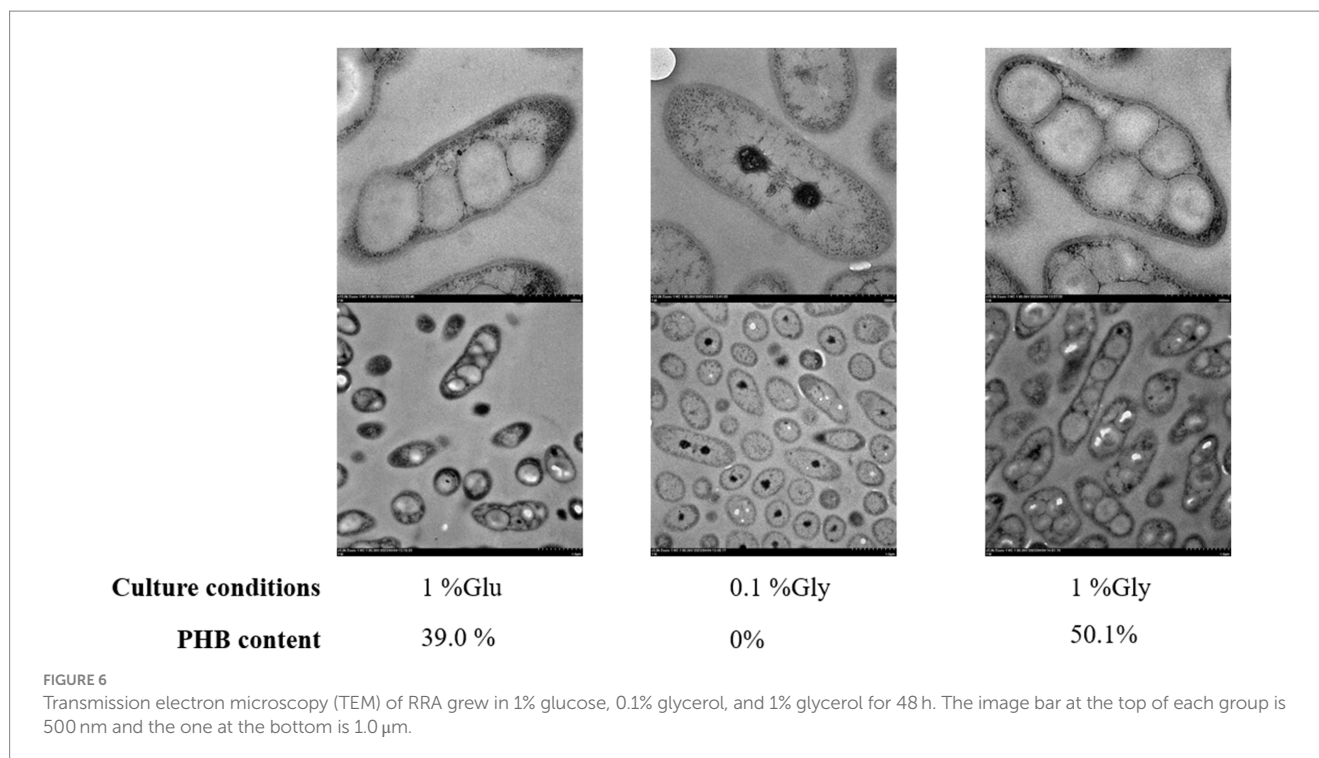 Culture conditions 1 %Glu 0.1 %Gly 1 %Gly
PHB content 39.0 % 0% 50.1%
FIGURE 6
Transmission electron microscopy (TEM) of RRA grew in 1% glucose, 0.1% glycerol, and 1% glycerol for 48 h. The image bar at the top of each group is
500 nm and the one at the bottom is 1.0 μm.